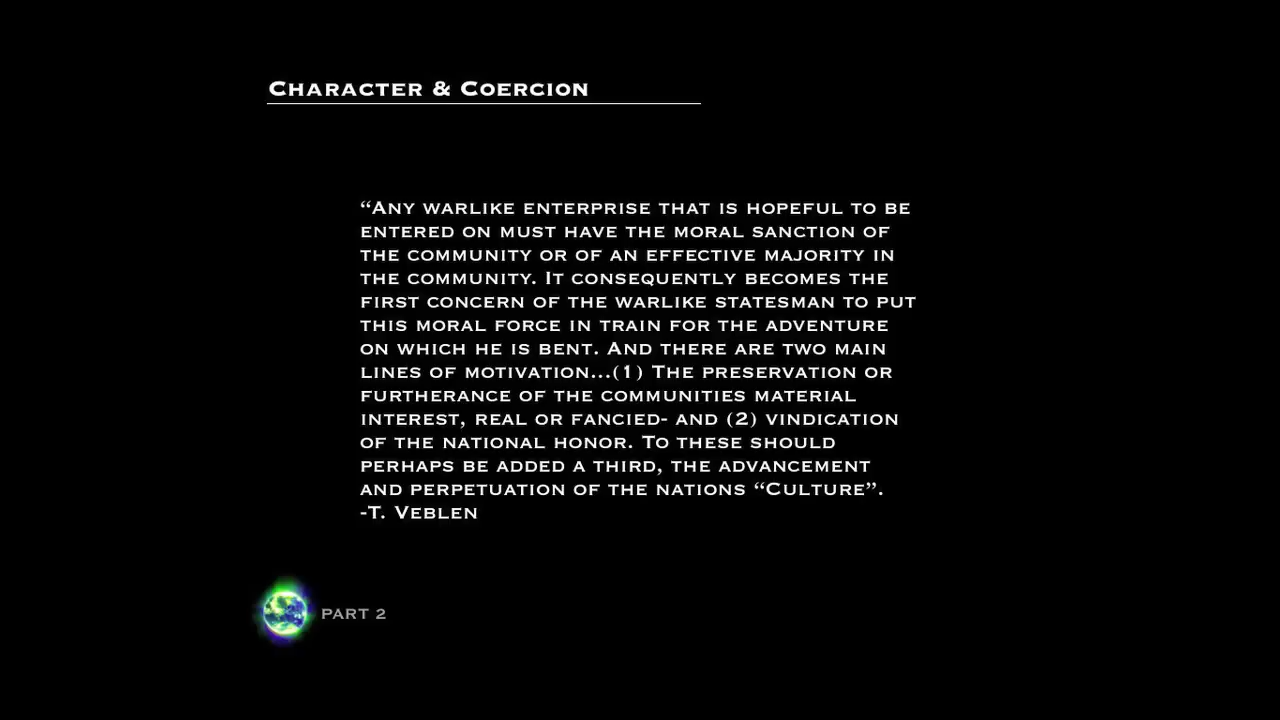 Character & Coercion
“Any warlike enterprise that is hopeful to be
entered on must have the moral sanction of
the community or of an effective majority in
the community. It consequently becomes the
first concern of the warlike statesman to put
this moral force in train for the adventure
on which he is bent. And there are two main
lines of motivation...(1) The preservation or
furtherance of the communities material
interest, real or fancied- and (2) vindication
of the national honor. To these should
perhaps be added a third, the advancement
and perpetuation of the nations “Culture”.
-T. Veblen
PART 2